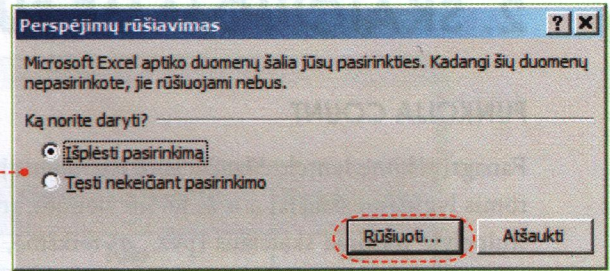 Perspėjimų rūšiavimas
Microsoft Excel aptiko duomenų šalia jūsų pasirinkties. Kadangi šių duomenų
nepasirinkote, jie rūšiuojami nebus.
Ką norite daryti?
Išplėsti pasirinkimą
Tęsti nekeičiant pasirinkimo
Rūšiuoti... Atšaukti